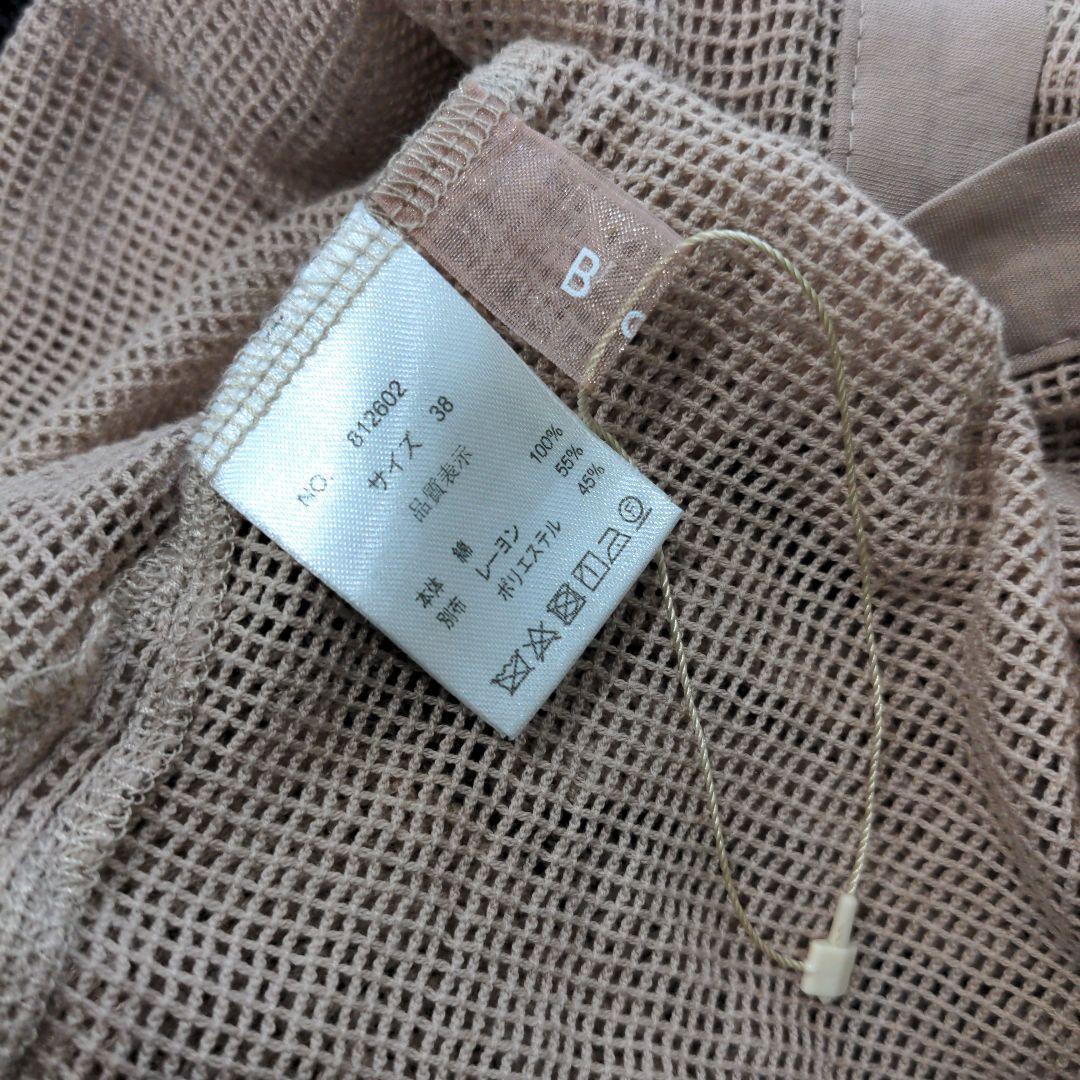 B
C
NO. 812602
サイズ 38
品質表示
本体 綿 100%
別布 レーヨン 55%
ポリエステル 45%
F